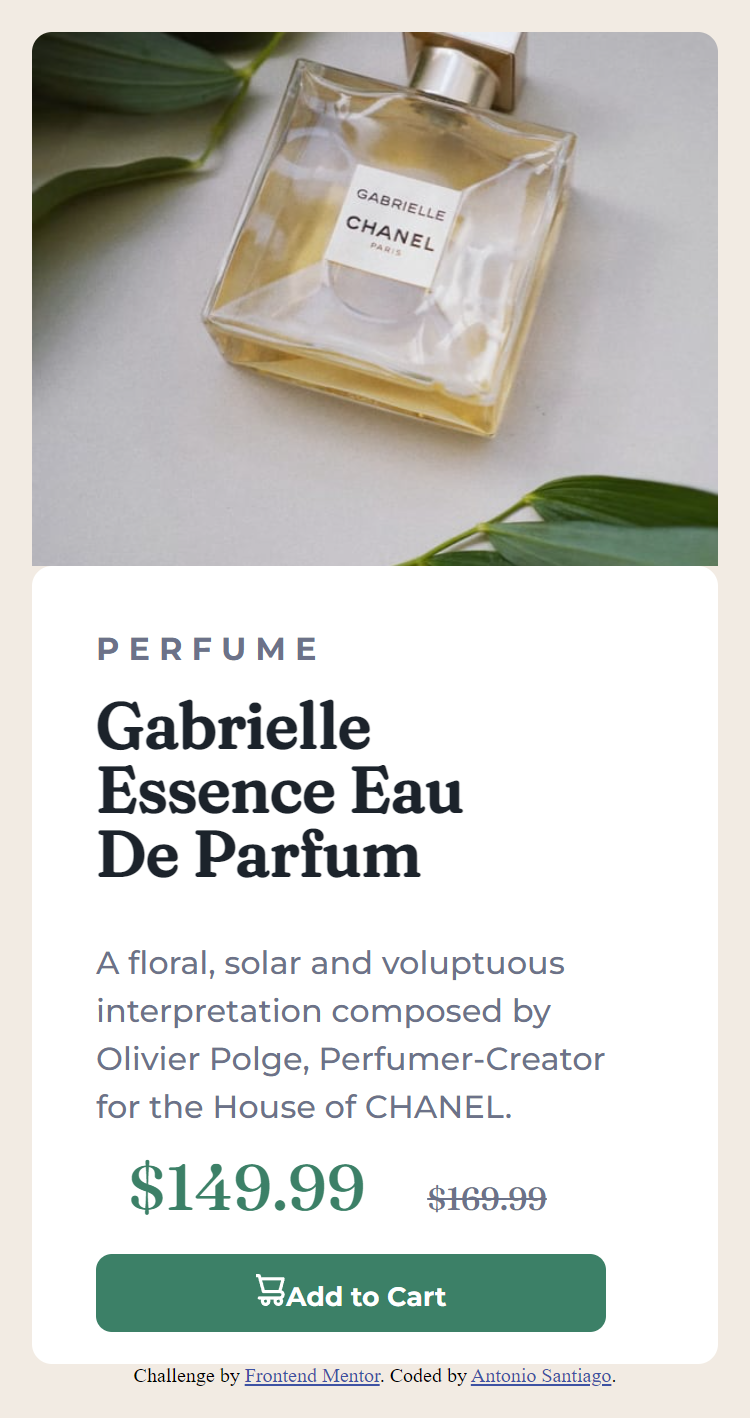 GABRIELLE
CHANEL
PARIS
PERFUME
Gabrielle
Essence Eau
De Parfum
A floral, solar and voluptuous
interpretation composed by
Olivier Polge, Perfumer-Creator
for the House of CHANEL.
$149.99 $169.99
Add to Cart
Challenge by Frontend Mentor. Coded by Antonio Santiago.